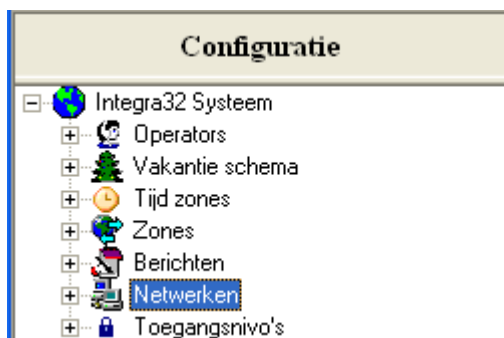 Configuratie
Integra32 Systeem
Operators
Vakantie schema
Tijd zones
Zones
Berichten
Netwerken
Toegangsnivo's